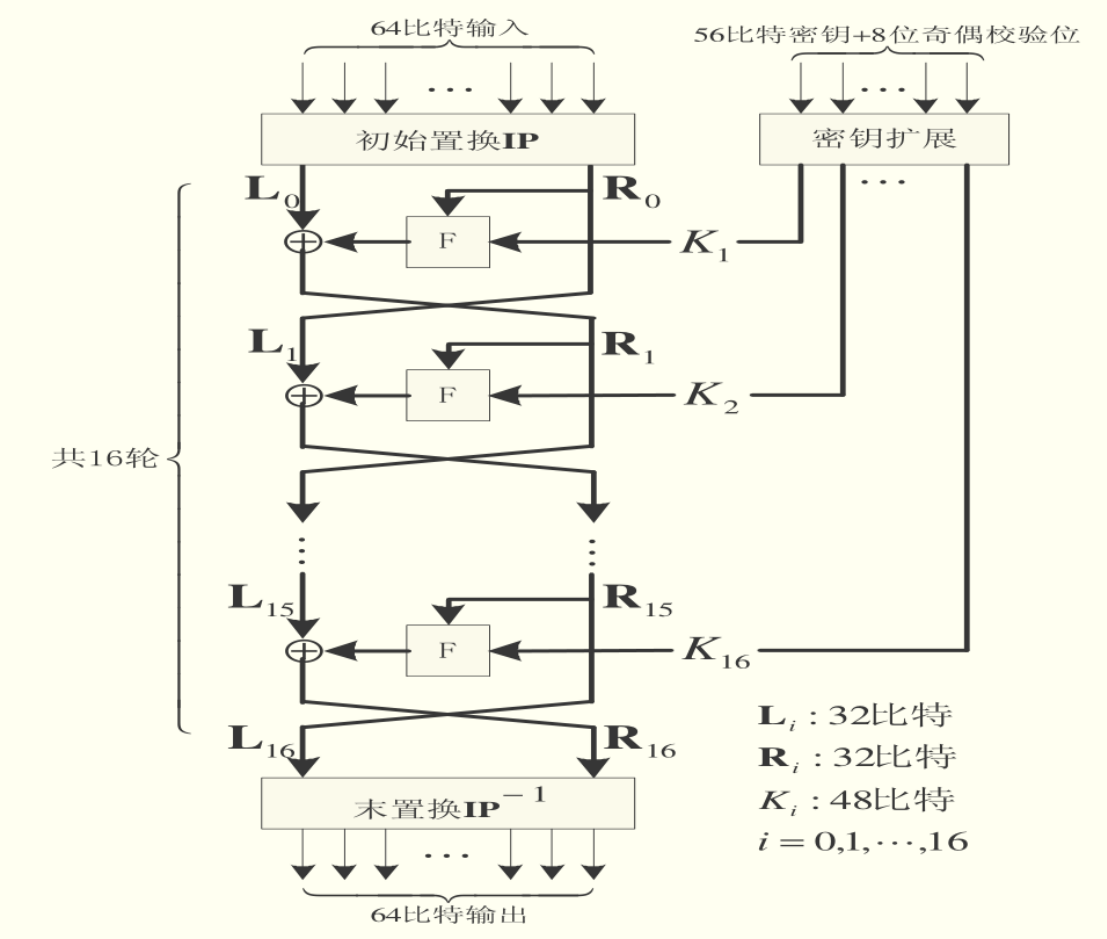 64比特输入
56比特密钥+8位奇偶校验位
···
···
初始置换IP
密钥扩展
···
L0
R0
F
K1
L1
R1
F
K2
共16轮
⋮
⋮
L15
R15
F
K16
L16
R16
Li : 32比特
Ri : 32比特
Ki : 48比特
i = 0,1,···,16
末置换IP−1
···
64比特输出